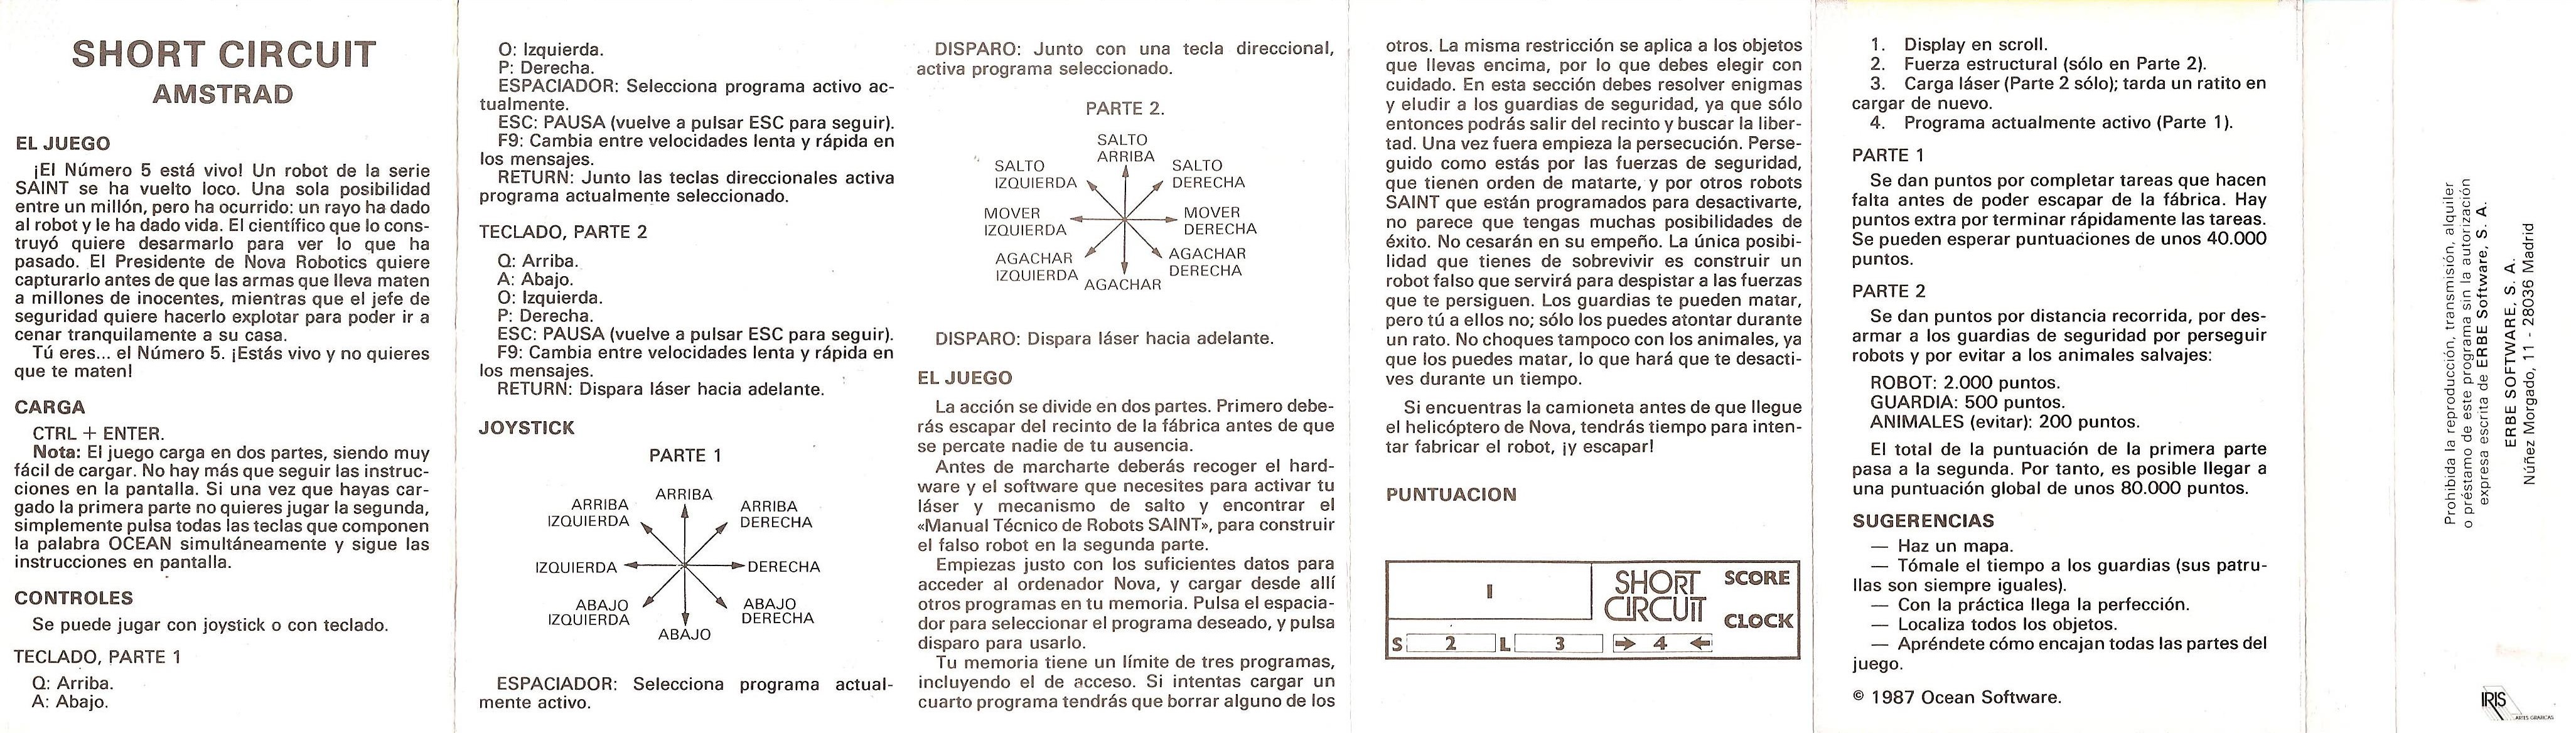 SHORT CIRCUIT
AMSTRAD
EL JUEGO
¡El Número 5 está vivo! Un robot de la serie
SAINT se ha vuelto loco. Una sola posibilidad
entre un millón, pero ha ocurrido: un rayo ha dado
al robot y le ha dado vida. El científico que lo cons-
truyó quiere desarmarlo para ver lo que ha
pasado. El Presidente de Nova Robotics quiere
capturarlo antes de que las armas que lleva maten
a millones de inocentes, mientras que el jefe de
seguridad quiere hacerlo explotar para poder ir a
cenar tranquilamente a su casa.
Tú eres... el Número 5. ¡Estás vivo y no quieres
que te maten!
CARGA
CTRL + ENTER.
Nota: El juego carga en dos partes, siendo muy
fácil de cargar. No hay más que seguir las instruc-
ciones en la pantalla. Si una vez que hayas car-
gado la primera parte no quieres jugar la segunda,
simplemente pulsa todas las teclas que componen
la palabra OCEAN simultáneamente y sigue las
instrucciones en pantalla.
CONTROLES
Se puede jugar con joystick o con teclado.
TECLADO, PARTE 1
Q: Arriba.
A: Abajo.
O: Izquierda.
P: Derecha.
ESPACIADOR: Selecciona programa activo ac-
tualmente.
ESC: PAUSA (vuelve a pulsar ESC para seguir).
F9: Cambia entre velocidades lenta y rápida en
los mensajes.
RETURN: Junto las teclas direccionales activa
programa actualmente seleccionado.
TECLADO, PARTE 2
Q: Arriba.
A: Abajo.
O: Izquierda.
P: Derecha.
ESC: PAUSA (vuelve a pulsar ESC para seguir).
F9: Cambia entre velocidades lenta y rápida en
los mensajes.
RETURN: Dispara láser hacia adelante.
JOYSTICK
PARTE 1
ARRIBA
ARRIBA
IZQUIERDA
ARRIBA
DERECHA
IZQUIERDA
DERECHA
ABAJO
IZQUIERDA
ABAJO
DERECHA
ABAJO
ESPACIADOR: Selecciona programa actual-
mente activo.
DISPARO: Junto con una tecla direccional,
activa programa seleccionado.
PARTE 2.
SALTO
ARRIBA
SALTO
IZQUIERDA
SALTO
DERECHA
MOVER
IZQUIERDA
MOVER
DERECHA
AGACHAR
IZQUIERDA
AGACHAR
DERECHA
AGACHAR
DISPARO: Dispara láser hacia adelante.
EL JUEGO
La acción se divide en dos partes. Primero debe-
rás escapar del recinto de la fábrica antes de que
se percate nadie de tu ausencia.
Antes de marcharte deberás recoger el hard-
ware y el software que necesites para activar tu
láser y mecanismo de salto y encontrar el
«Manual Técnico de Robots SAINT», para construir
el falso robot en la segunda parte.
Empiezas justo con los suficientes datos para
acceder al ordenador Nova, y cargar desde allí
otros programas en tu memoria. Pulsa el espacia-
dor para seleccionar el programa deseado, y pulsa
disparo para usarlo.
Tu memoria tiene un límite de tres programas,
incluyendo el de acceso. Si intentas cargar un
cuarto programa tendrás que borrar alguno de los
otros. La misma restricción se aplica a los objetos
que llevas encima, por lo que debes elegir con
cuidado. En esta sección debes resolver enigmas
y eludir a los guardias de seguridad, ya que sólo
entonces podrás salir del recinto y buscar la liber-
tad. Una vez fuera empieza la persecución. Perse-
guido como estás por las fuerzas de seguridad,
que tienen orden de matarte, y por otros robots
SAINT que están programados para desactivarte,
no parece que tengas muchas posibilidades de
éxito. No cesarán en su empeño. La única posibi-
lidad que tienes de sobrevivir es construir un
robot falso que servirá para despistar a las fuerzas
que te persiguen. Los guardias te pueden matar,
pero tú a ellos no; sólo los puedes atontar durante
un rato. No choques tampoco con los animales, ya
que los puedes matar, lo que hará que te desacti-
ves durante un tiempo.
Si encuentras la camioneta antes de que llegue
el helicóptero de Nova, tendrás tiempo para inten-
tar fabricar el robot, ¡y escapar!
PUNTUACION
I
SHORT
CIRCUIT
SCORE
CLOCK
S 2 L 3 4
1. Display en scroll.
2. Fuerza estructural (sólo en Parte 2).
3. Carga láser (Parte 2 sólo); tarda un ratito en
cargar de nuevo.
4. Programa actualmente activo (Parte 1).
PARTE 1
Se dan puntos por completar tareas que hacen
falta antes de poder escapar de la fábrica. Hay
puntos extra por terminar rápidamente las tareas.
Se pueden esperar puntuaciones de unos 40.000
puntos.
PARTE 2
Se dan puntos por distancia recorrida, por des-
armar a los guardias de seguridad por perseguir
robots y por evitar a los animales salvajes:
ROBOT: 2.000 puntos.
GUARDIA: 500 puntos.
ANIMALES (evitar): 200 puntos.
El total de la puntuación de la primera parte
pasa a la segunda. Por tanto, es posible llegar a
una puntuación global de unos 80.000 puntos.
SUGERENCIAS
— Haz un mapa.
— Tómale el tiempo a los guardias (sus patru-
llas son siempre iguales).
— Con la práctica llega la perfección.
— Localiza todos los objetos.
— Apréndete cómo encajan todas las partes del
juego.
© 1987 Ocean Software.
Prohibida la reproducción, transmisión, alquiler
o préstamo de este programa sin la autorización
expresa escrita de ERBE Software, S. A.
ERBE SOFTWARE, S. A.
Núñez Morgado, 11 - 28036 Madrid
IRIS
ARTES GRAFICAS